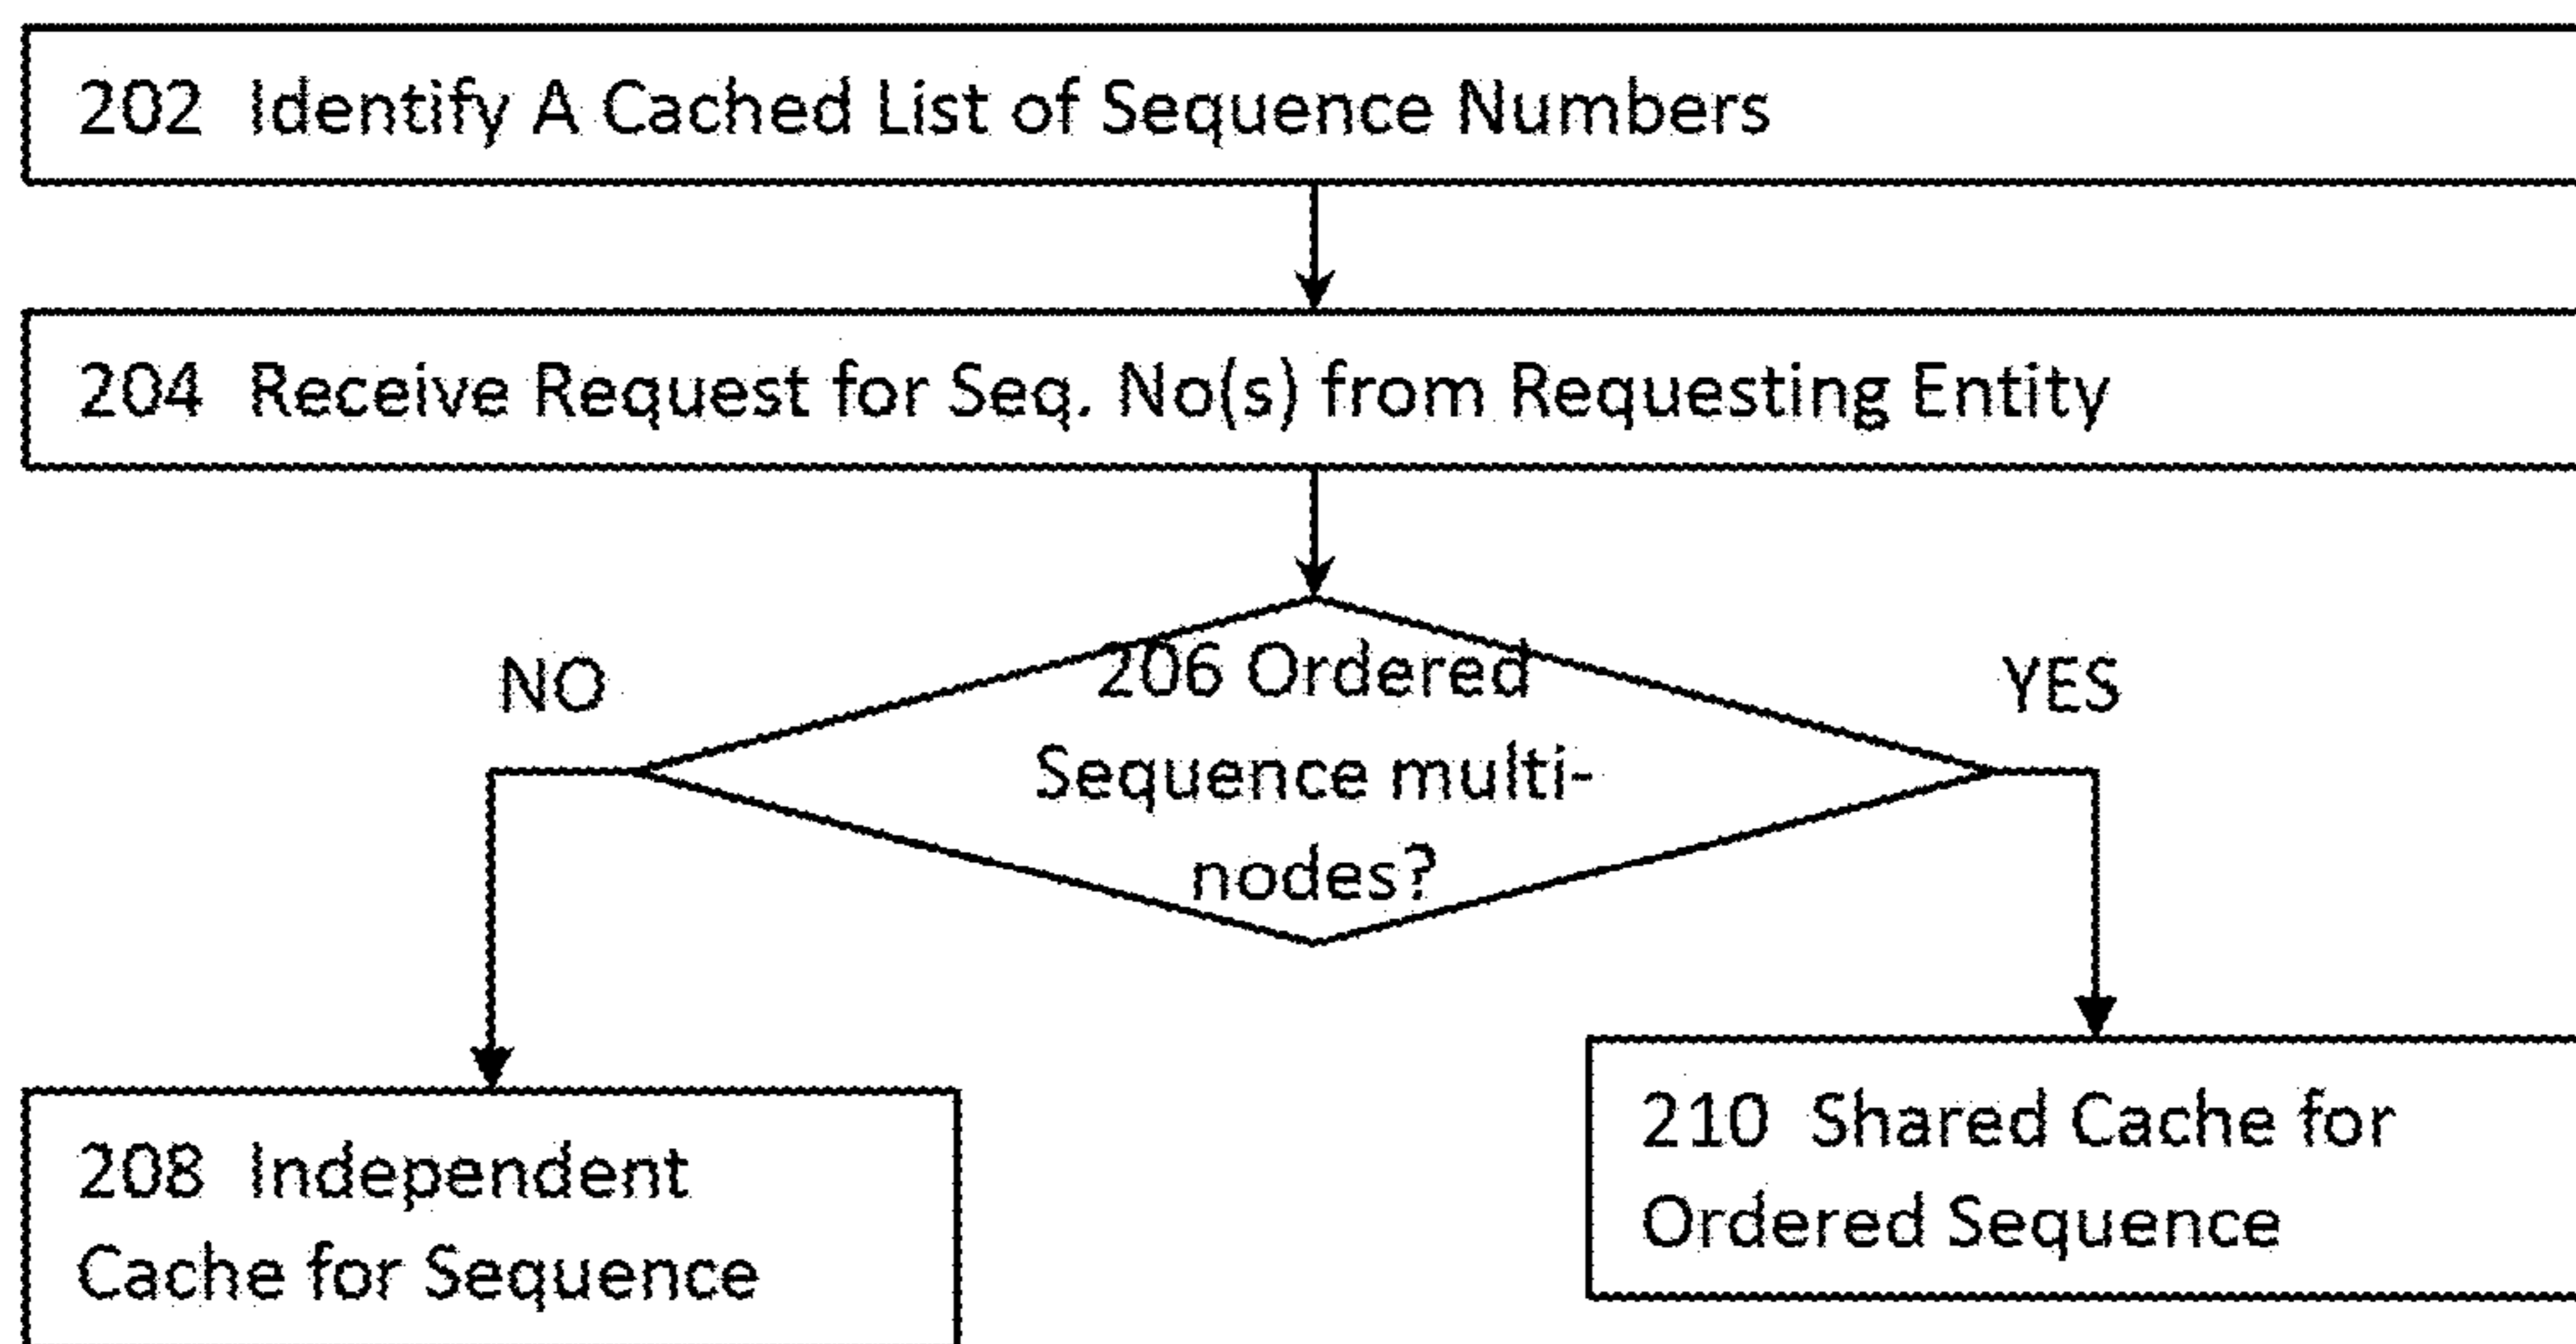 202 Identify A Cached List of Sequence Numbers
204 Receive Request for Seq. No(s) from Requesting Entity
NO
206 Ordered
Sequence multi-
nodes?
YES
208 Independent
Cache for Sequence
210 Shared Cache for
Ordered Sequence